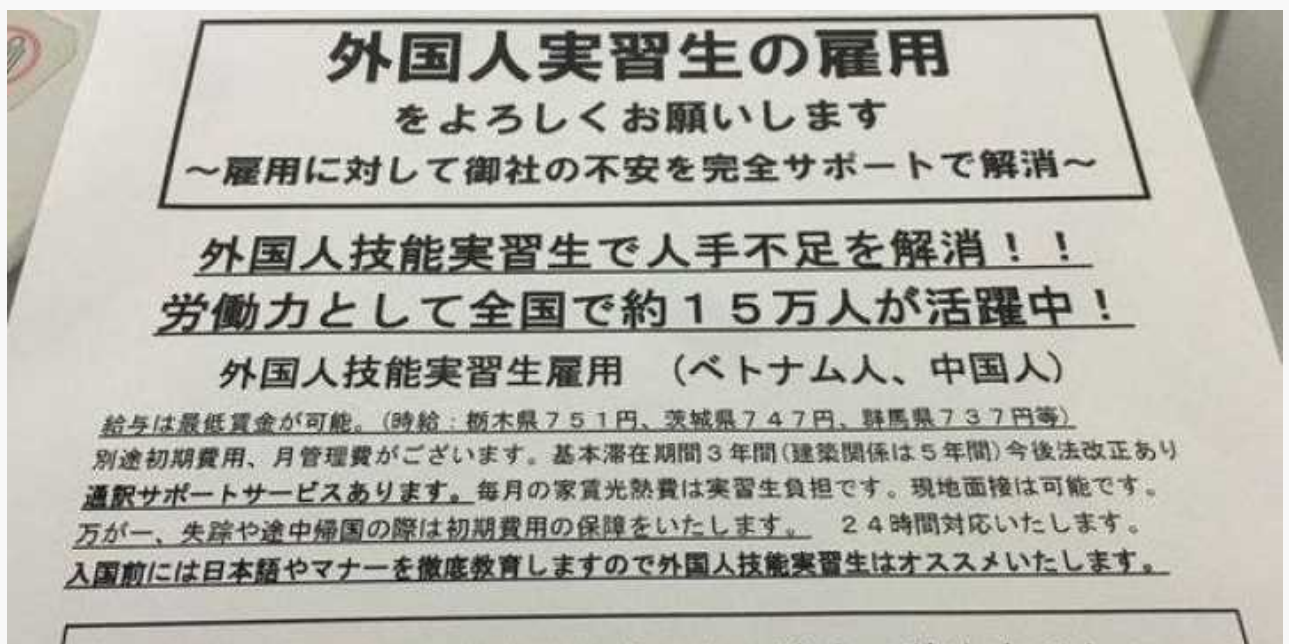 外国人実習生の雇用
をよろしくお願いします
～雇用に対して御社の不安を完全サポートで解消～
外国人技能実習生で人手不足を解消！！
労働力として全国で約１５万人が活躍中！
外国人技能実習生雇用　（ベトナム人、中国人）
給与は最低賃金が可能。（時給：栃木県７５１円、茨城県７４７円、群馬県７３７円等）
別途初期費用、月管理費がございます。基本滞在期間３年間(建築関係は５年間)今後法改正あり
通訳サポートサービスあります。毎月の家賃光熱費は実習生負担です。現地面接は可能です。
万が一、失踪や途中帰国の際は初期費用の保障をいたします。　２４時間対応いたします。
入国前には日本語やマナーを徹底教育しますので外国人技能実習生はオススメいたします。